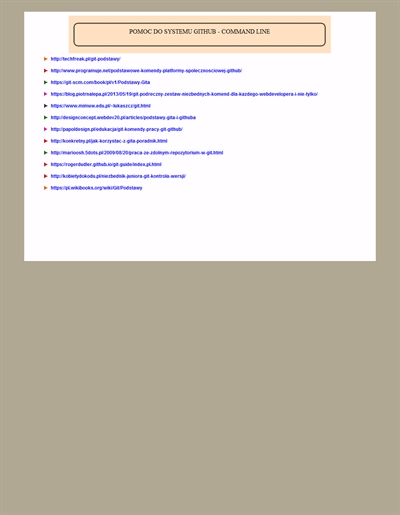 POMOC DO SYSTEMU GITHUB - COMMAND LINE
http://techfreak.pl/git-podstawy/
http://www.programuje.net/podstawowe-komendy-platformy-spolecznosciowej-github/
https://git-scm.com/book/pl/v1/Podstawy-Gita
https://blog.piotrnalepa.pl/2013/05/19/git-podreczny-zestaw-niezbednych-komend-dla-kazdego-webdevelopera-i-nie-tylko/
https://www.mimuw.edu.pl/~lukaszcz/git.html
http://designconcept.webdev20.pl/articles/podstawy-gita-i-githuba
http://papoidesign.pl/edukacja/git-komendy-pracy-git-github/
http://konkretny.pl/jak-korzystac-z-gita-poradnik.html
http://marioosh.5dots.pl/2009/08/20/praca-ze-zdalnym-repozytorium-w-git.html
https://rogerdudler.github.io/git-guide/index.pl.html
http://kobietydokodu.pl/niezbednik-juniora-git-kontrola-wersji/
https://pl.wikibooks.org/wiki/Git/Podstawy